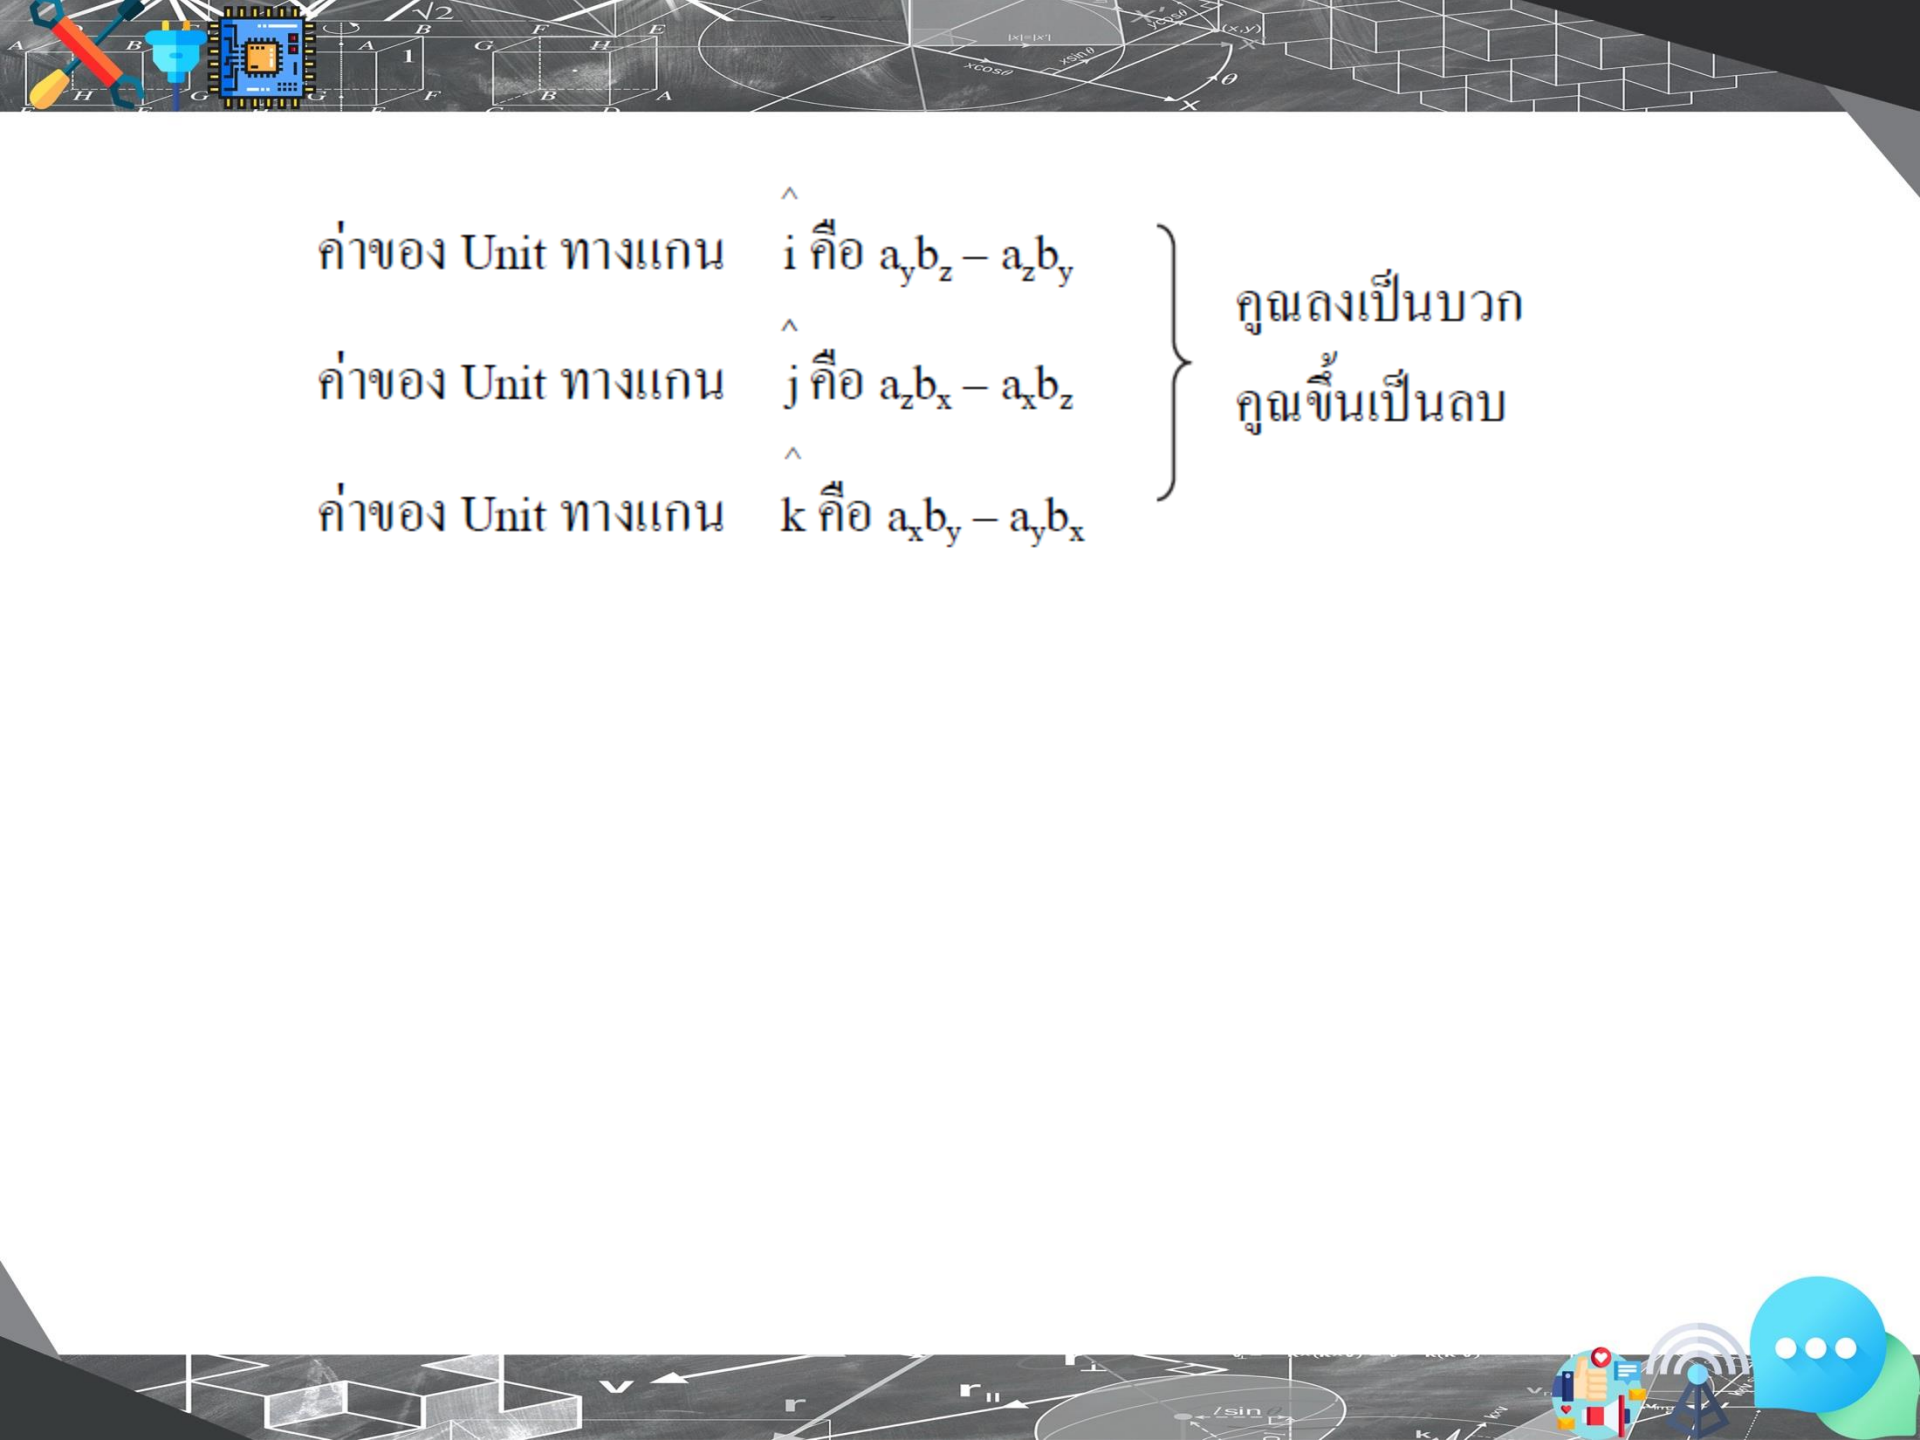 ^
ค่าของ Unit ทางแกน i คือ aybz – azby
^
ค่าของ Unit ทางแกน j คือ azbx – axbz
^
ค่าของ Unit ทางแกน k คือ axby – aybx
คูณลงเป็นบวก
คูณขึ้นเป็นลบ